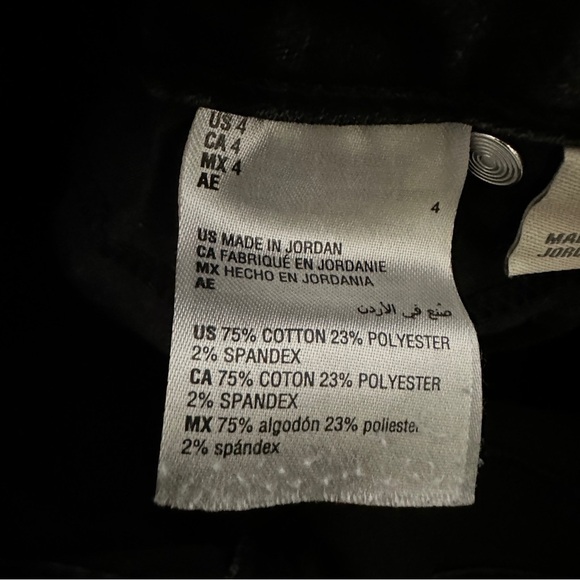 US 4
CA 4
MX 4
AE
4
US MADE IN JORDAN
CA FABRIQUÉ EN JORDANIE
MX HECHO EN JORDANIA
AE
صنع في الأردن
US 75% COTTON 23% POLYESTER
2% SPANDEX
CA 75% COTON 23% POLYESTER
2% SPANDEX
MX 75% algodón 23% polieste
2% spándex